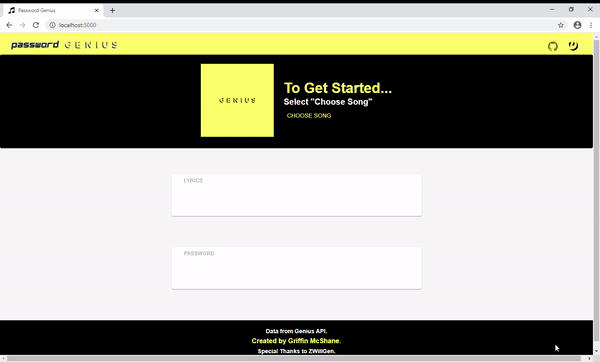 Password Genius
localhost:3000
password GENIUS
GENIUS
To Get Started...
Select "Choose Song"
CHOOSE SONG
LYRICS
PASSWORD
Data from Genius API.
Created by Griffin McShane.
Special Thanks to ZWillGen.